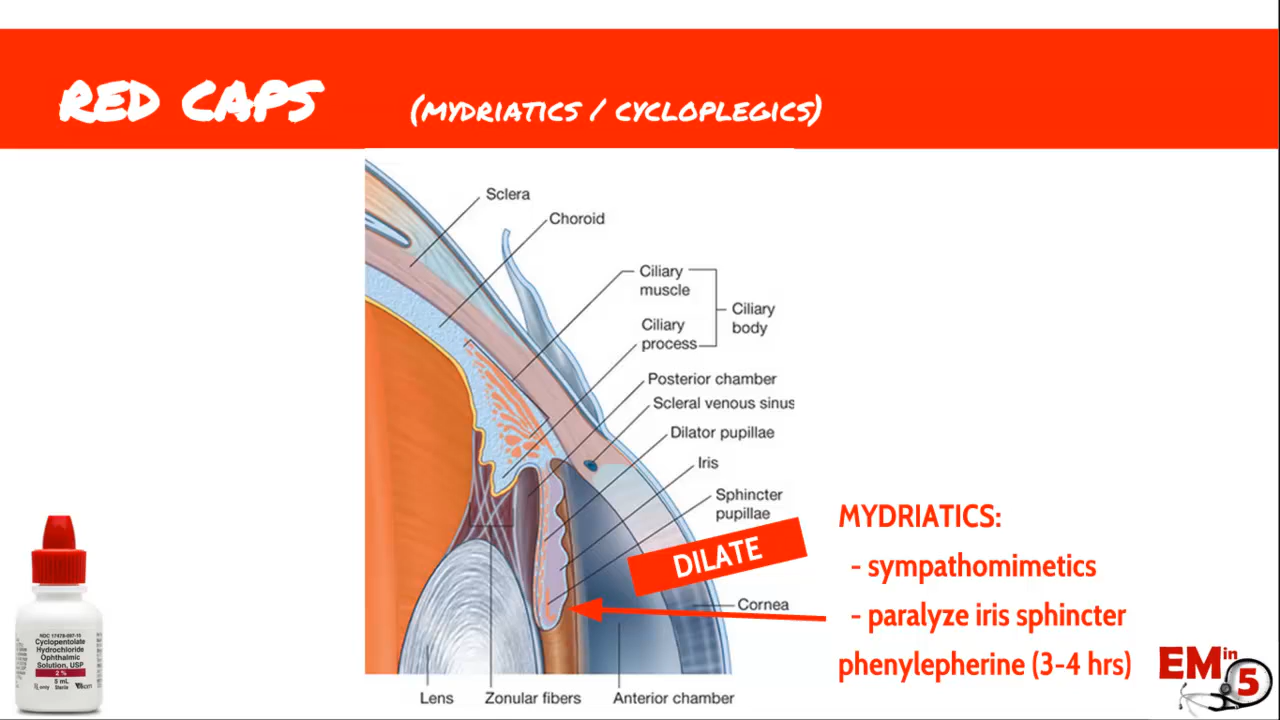 RED CAPS
(MYDRIATICS / CYCLOPLEGICS)
Sclera
Choroid
Ciliary
muscle
Ciliary
body
Ciliary
process
Posterior chamber
Scleral venous sinus
Dilator pupillae
Iris
Sphincter
pupillae
DILATE
Cornea
Lens
Zonular fibers
Anterior chamber
MYDRIATICS:
- sympathomimetics
- paralyze iris sphincter
phenylepherine (3-4 hrs)
Cyclopentolate
Hydrochloride
Ophthalmic
Solution, USP
2 %
5 mL
Sterile
EM in 5